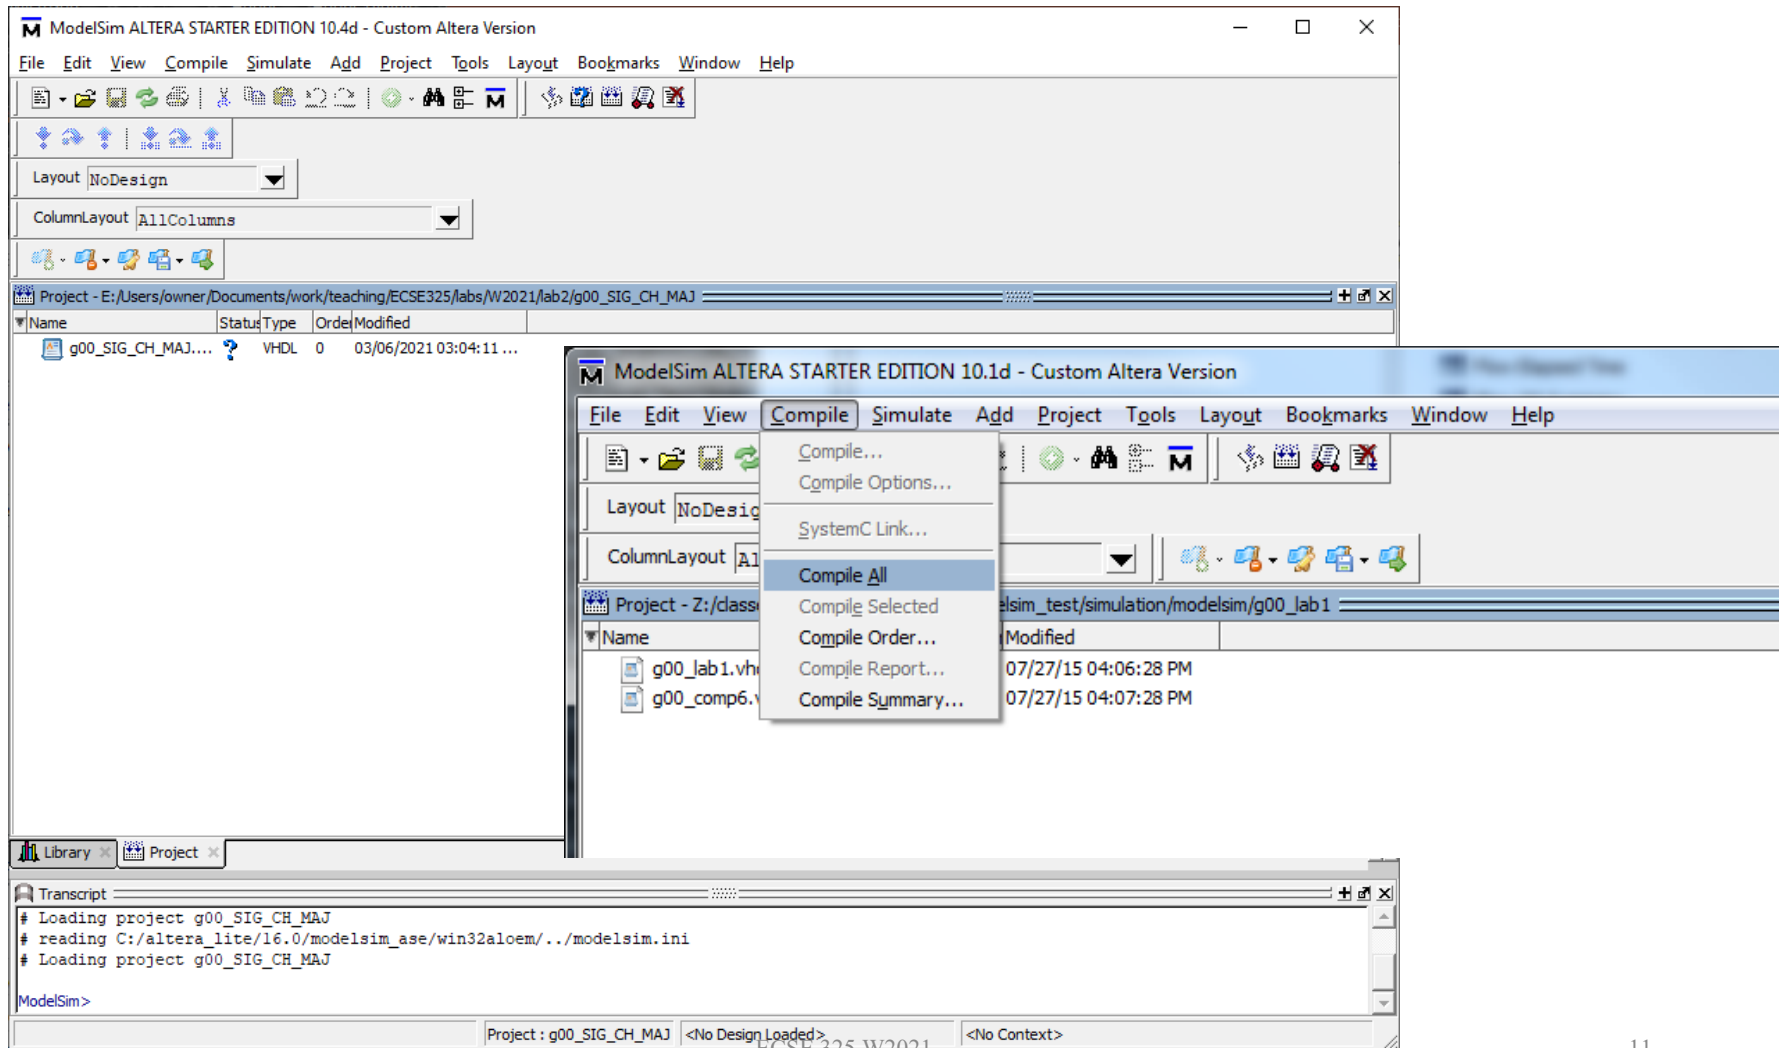 ModelSim ALTERA STARTER EDITION 10.4d - Custom Altera Version
File Edit View Compile Simulate Add Project Tools Layout Bookmarks Window Help
Layout NoDesign
ColumnLayout AllColumns
Project - E:/Users/owner/Documents/work/teaching/ECSE325/labs/W2021/lab2/g00_SIG_CH_MAJ
Name Status Type Order Modified
g00_SIG_CH_MAJ.... ? VHDL 0 03/06/2021 03:04:11 ...
ModelSim ALTERA STARTER EDITION 10.1d - Custom Altera Version
File Edit View Compile Simulate Add Project Tools Layout Bookmarks Window Help
Compile...
Compile Options...
Layout NoDesig
SystemC Link...
ColumnLayout Al
Compile All
Project - Z:/class elsim_test/simulation/modelsim/g00_lab1
Compile Selected
Name Modified
Compile Order...
g00_lab1.vh 07/27/15 04:06:28 PM
Compile Report...
g00_comp6.v 07/27/15 04:07:28 PM
Compile Summary...
Library Project
Transcript
# Loading project g00_SIG_CH_MAJ
# reading C:/altera_lite/16.0/modelsim_ase/win32aloem/../modelsim.ini
# Loading project g00_SIG_CH_MAJ
ModelSim>
Project : g00_SIG_CH_MAJ <No Design Loaded> <No Context>
ECSE 325 W2021
11